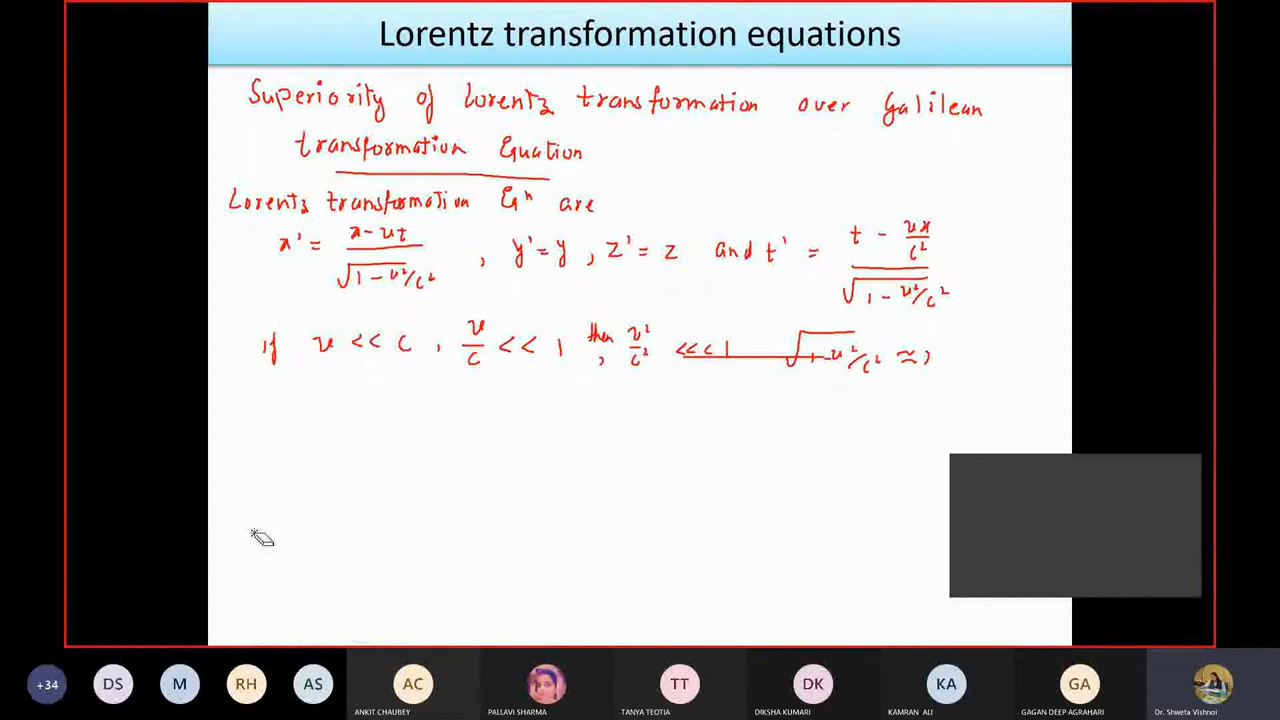 Lorentz transformation equations
Superiority of Lorentz transformation over Galilean
transformation Equation
Lorentz transformation Eqⁿ are
x' = (x - vt)/√(1 - v²/c²) , y' = y , z' = z and t' = (t - vx/c²)/√(1 - v²/c²)
if v << c , v/c << 1 then , v²/c² <<< 1 √(1 - v²/c²) ≈ 1
+34 DS M RH AS AC TT DK KA GA
ANKIT CHAUBEY PALLAVI SHARMA TANYA TEOTIA DIKSHA KUMARI KAMRAN ALI GAGAN DEEP AGRAHARI Dr. Shweta Vishnoi